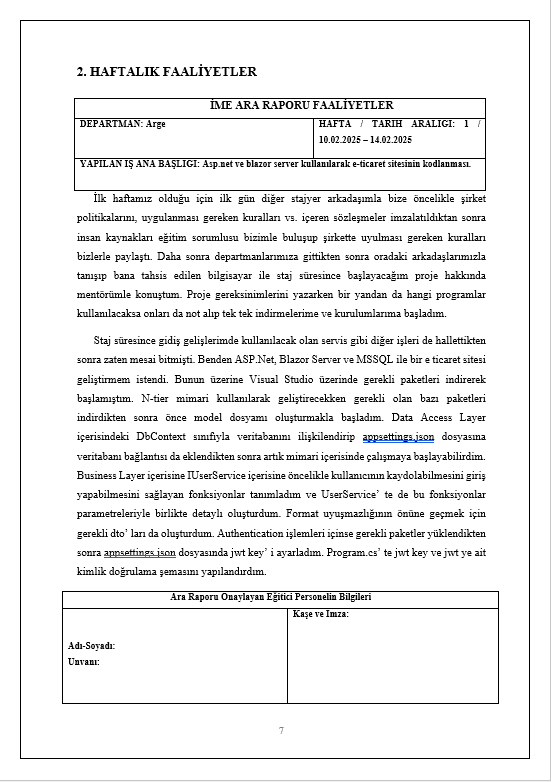 2. HAFTALIK FAALİYETLER
İME ARA RAPORU FAALİYETLER
DEPARTMAN: Arge
HAFTA / TARIH ARALIGI: 1 /
10.02.2025 – 14.02.2025
YAPILAN IŞ ANA BAŞLIGI: Asp.net ve blazor server kullanılarak e-ticaret sitesinin kodlanması.
İlk haftamız olduğu için ilk gün diğer stajyer arkadaşımla bize öncelikle şirket
politikalarını, uygulanması gereken kuralları vs. içeren sözleşmeler imzalatıldıktan sonra
insan kaynakları eğitim sorumlusu bizimle buluşup şirkette uyulması gereken kuralları
bizlerle paylaştı. Daha sonra departmanlarımıza gittikten sonra oradaki arkadaşlarımızla
tanışıp bana tahsis edilen bilgisayar ile staj süresince başlayacağım proje hakkında
mentörümle konuştum. Proje gereksinimlerini yazarken bir yandan da hangi programlar
kullanılacaksa onları da not alıp tek tek indirmelerime ve kurulumlarıma başladım.
Staj süresince gidiş gelişlerimde kullanılacak olan servis gibi diğer işleri de hallettikten
sonra zaten mesai bitmişti. Benden ASP.Net, Blazor Server ve MSSQL ile bir e ticaret sitesi
geliştirmem istendi. Bunun üzerine Visual Studio üzerinde gerekli paketleri indirerek
başlamıştım. N-tier mimari kullanılarak geliştirecekken gerekli olan bazı paketleri
indirdikten sonra önce model dosyamı oluşturmakla başladım. Data Access Layer
içerisindeki DbContext sınıfıyla veritabanını ilişkilendirip appsettings.json dosyasına
veritabanı bağlantısı da eklendikten sonra artık mimari içerisinde çalışmaya başlayabilirdim.
Business Layer içerisine IUserService içerisine öncelikle kullanıcının kaydolabilmesini giriş
yapabilmesini sağlayan fonksiyonlar tanımladım ve UserService’ te de bu fonksiyonlar
parametreleriyle birlikte detaylı oluşturdum. Format uyuşmazlığının önüne geçmek için
gerekli dto’ ları da oluşturdum. Authentication işlemleri içinse gerekli paketler yüklendikten
sonra appsettings.json dosyasında jwt key’ i ayarladım. Program.cs’ te jwt key ve jwt ye ait
kimlik doğrulama şemasını yapılandırdım.
Ara Raporu Onaylayan Eğitici Personelin Bilgileri
Adı-Soyadı:
Unvanı:
Kaşe ve Imza:
7